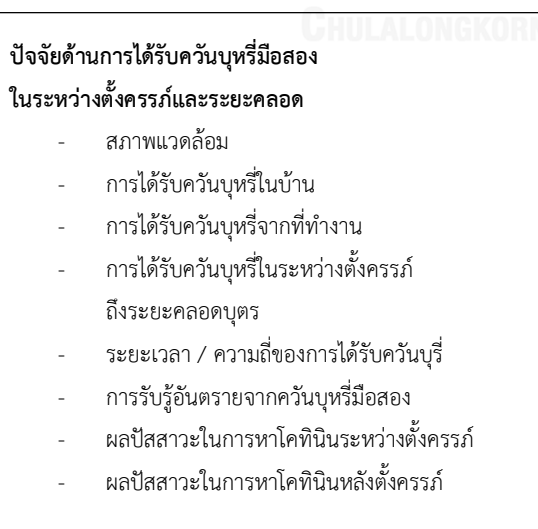 CHULALONGKORN
ปัจจัยด้านการได้รับควันบุหรี่มือสอง
ในระหว่างตั้งครรภ์และระยะคลอด
- สภาพแวดล้อม
- การได้รับควันบุหรี่ในบ้าน
- การได้รับควันบุหรี่จากที่ทำงาน
- การได้รับควันบุหรี่ในระหว่างตั้งครรภ์
ถึงระยะคลอดบุตร
- ระยะเวลา / ความถี่ของการได้รับควันบุรี่
- การรับรู้อันตรายจากควันบุหรี่มือสอง
- ผลปัสสาวะในการหาโคทินินระหว่างตั้งครรภ์
- ผลปัสสาวะในการหาโคทินินหลังตั้งครรภ์